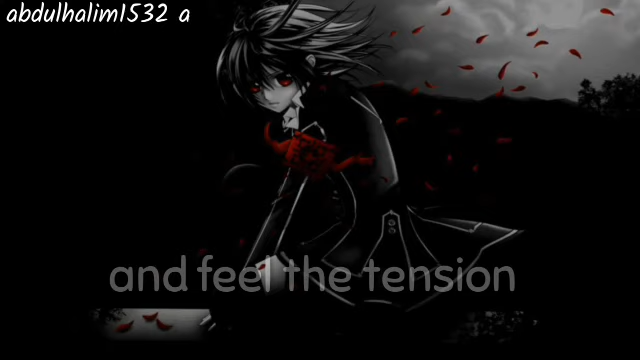 abdulhalim1532 a
and feel the tension